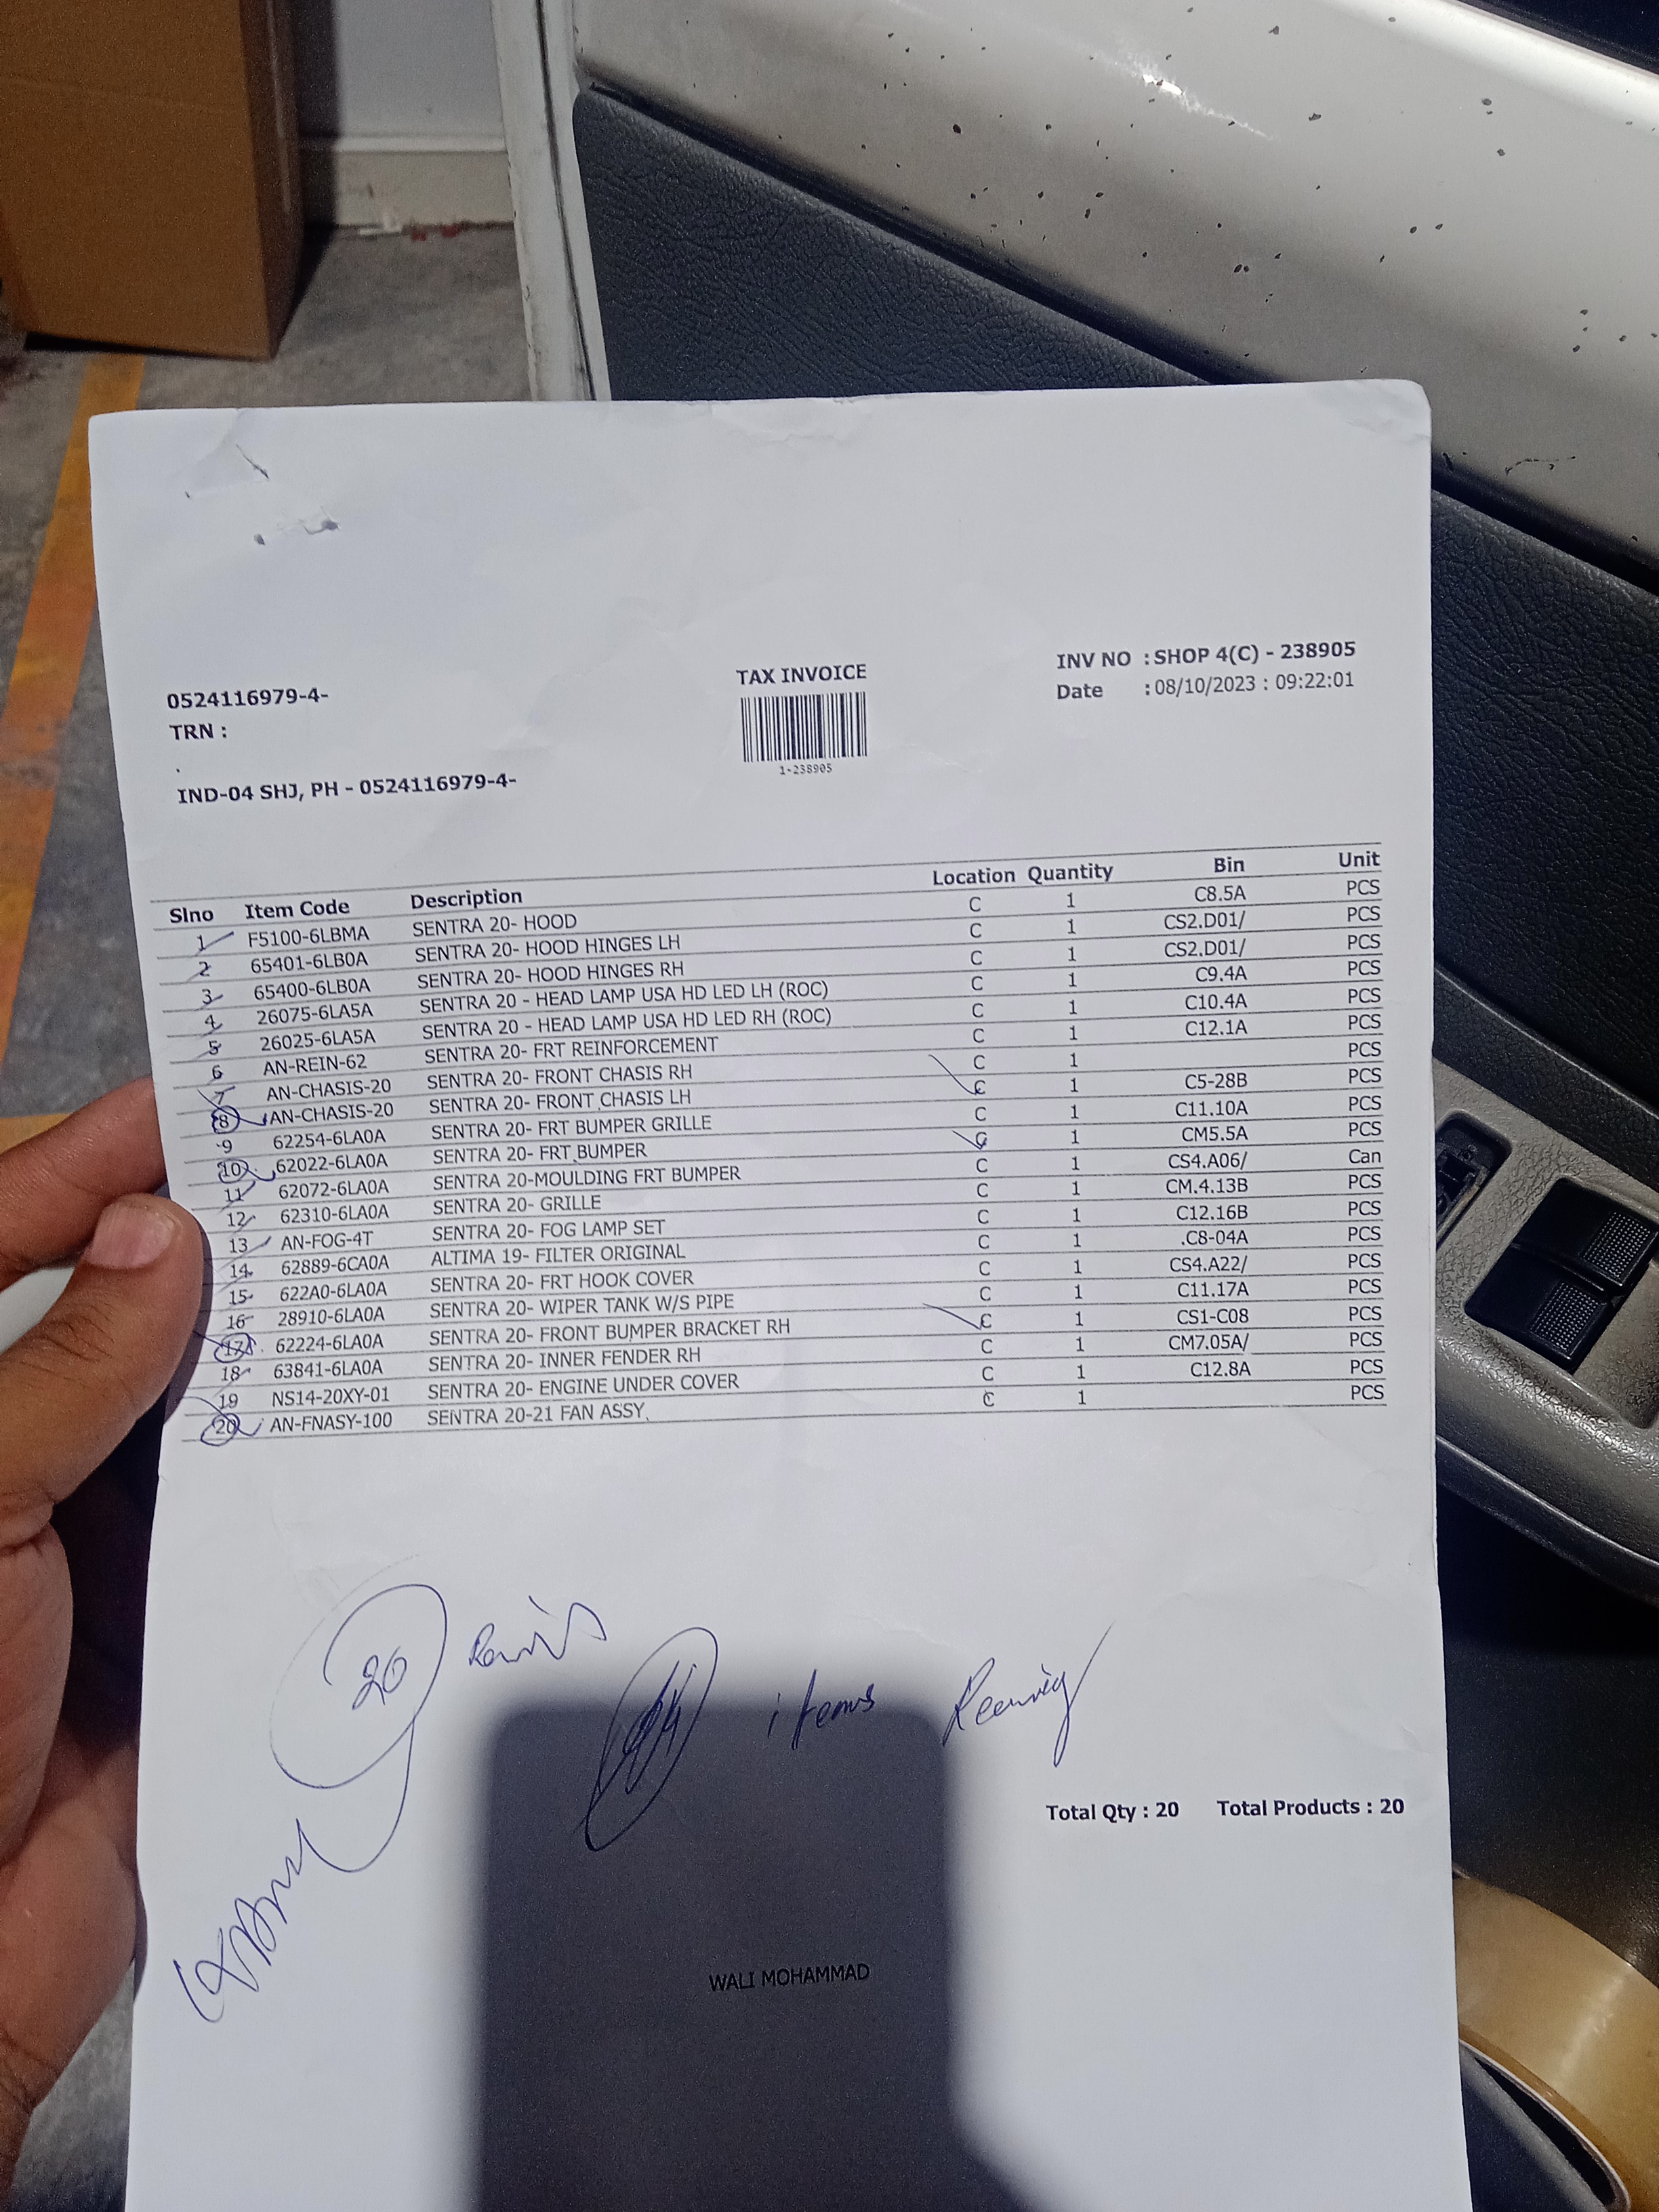 INV NO : SHOP 4(C) - 238905
Date : 08/10/2023 : 09:22:01
TAX INVOICE
1-238905
0524116979-4-
TRN :
.
IND-04 SHJ, PH - 0524116979-4-
Slno Item Code Description Location Quantity Bin Unit
1 F5100-6LBMA SENTRA 20- HOOD C 1 C8.5A PCS
2 65401-6LB0A SENTRA 20- HOOD HINGES LH C 1 CS2.D01/ PCS
3 65400-6LB0A SENTRA 20- HOOD HINGES RH C 1 CS2.D01/ PCS
4 26075-6LA5A SENTRA 20 - HEAD LAMP USA HD LED LH (ROC) C 1 C9.4A PCS
5 26025-6LA5A SENTRA 20 - HEAD LAMP USA HD LED RH (ROC) C 1 C10.4A PCS
6 AN-REIN-62 SENTRA 20- FRT REINFORCEMENT C 1 C12.1A PCS
7 AN-CHASIS-20 SENTRA 20- FRONT CHASIS RH C 1 PCS
8 AN-CHASIS-20 SENTRA 20- FRONT CHASIS LH C 1 C5-28B PCS
9 62254-6LA0A SENTRA 20- FRT BUMPER GRILLE C 1 C11.10A PCS
10 62022-6LA0A SENTRA 20- FRT BUMPER C 1 CM5.5A PCS
11 62072-6LA0A SENTRA 20-MOULDING FRT BUMPER C 1 CS4.A06/ Can
12 62310-6LA0A SENTRA 20- GRILLE C 1 CM.4.13B PCS
13 AN-FOG-4T SENTRA 20- FOG LAMP SET C 1 C12.16B PCS
14 62889-6CA0A ALTIMA 19- FILTER ORIGINAL C 1 .C8-04A PCS
15 622A0-6LA0A SENTRA 20- FRT HOOK COVER C 1 CS4.A22/ PCS
16 28910-6LA0A SENTRA 20- WIPER TANK W/S PIPE C 1 C11.17A PCS
17 62224-6LA0A SENTRA 20- FRONT BUMPER BRACKET RH C 1 CS1-C08 PCS
18 63841-6LA0A SENTRA 20- INNER FENDER RH C 1 CM7.05A/ PCS
19 NS14-20XY-01 SENTRA 20- ENGINE UNDER COVER C 1 C12.8A PCS
20 AN-FNASY-100 SENTRA 20-21 FAN ASSY C 1 PCS
20
items
Total Qty : 20 Total Products : 20
WALI MOHAMMAD